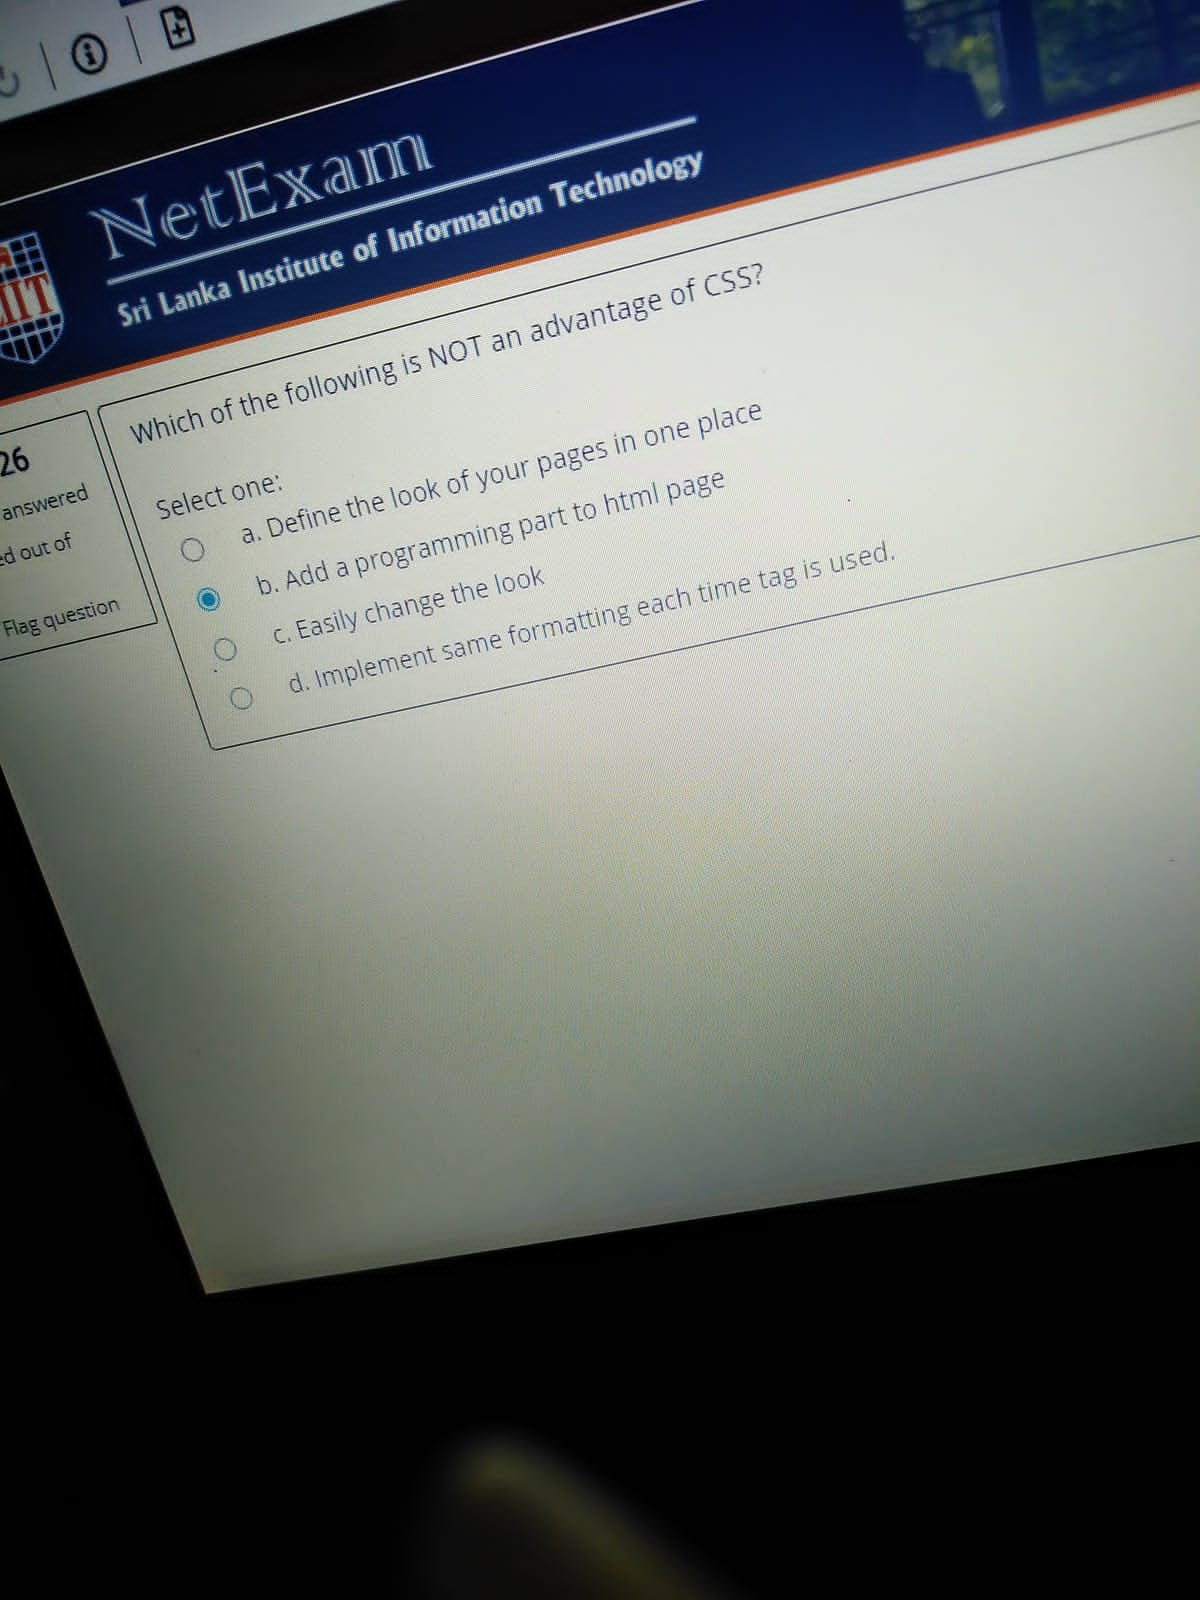 NetExam
Sri Lanka Institute of Information Technology
IIT
26
answered
ed out of
Flag question
Which of the following is NOT an advantage of CSS?
Select one:
a. Define the look of your pages in one place
b. Add a programming part to html page
c. Easily change the look
d. Implement same formatting each time tag is used.